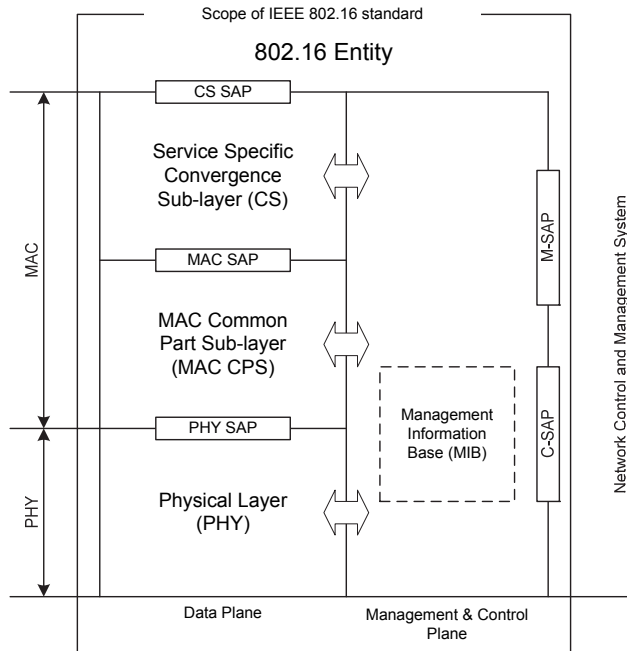 Scope of IEEE 802.16 standard
802.16 Entity
CS SAP
Service Specific
Convergence
Sub-layer (CS)
MAC
M-SAP
Network Control and Management System
MAC SAP
MAC Common
Part Sub-layer
(MAC CPS)
Management
Information
Base (MIB)
C-SAP
PHY SAP
PHY
Physical Layer
(PHY)
Data Plane
Management & Control
Plane